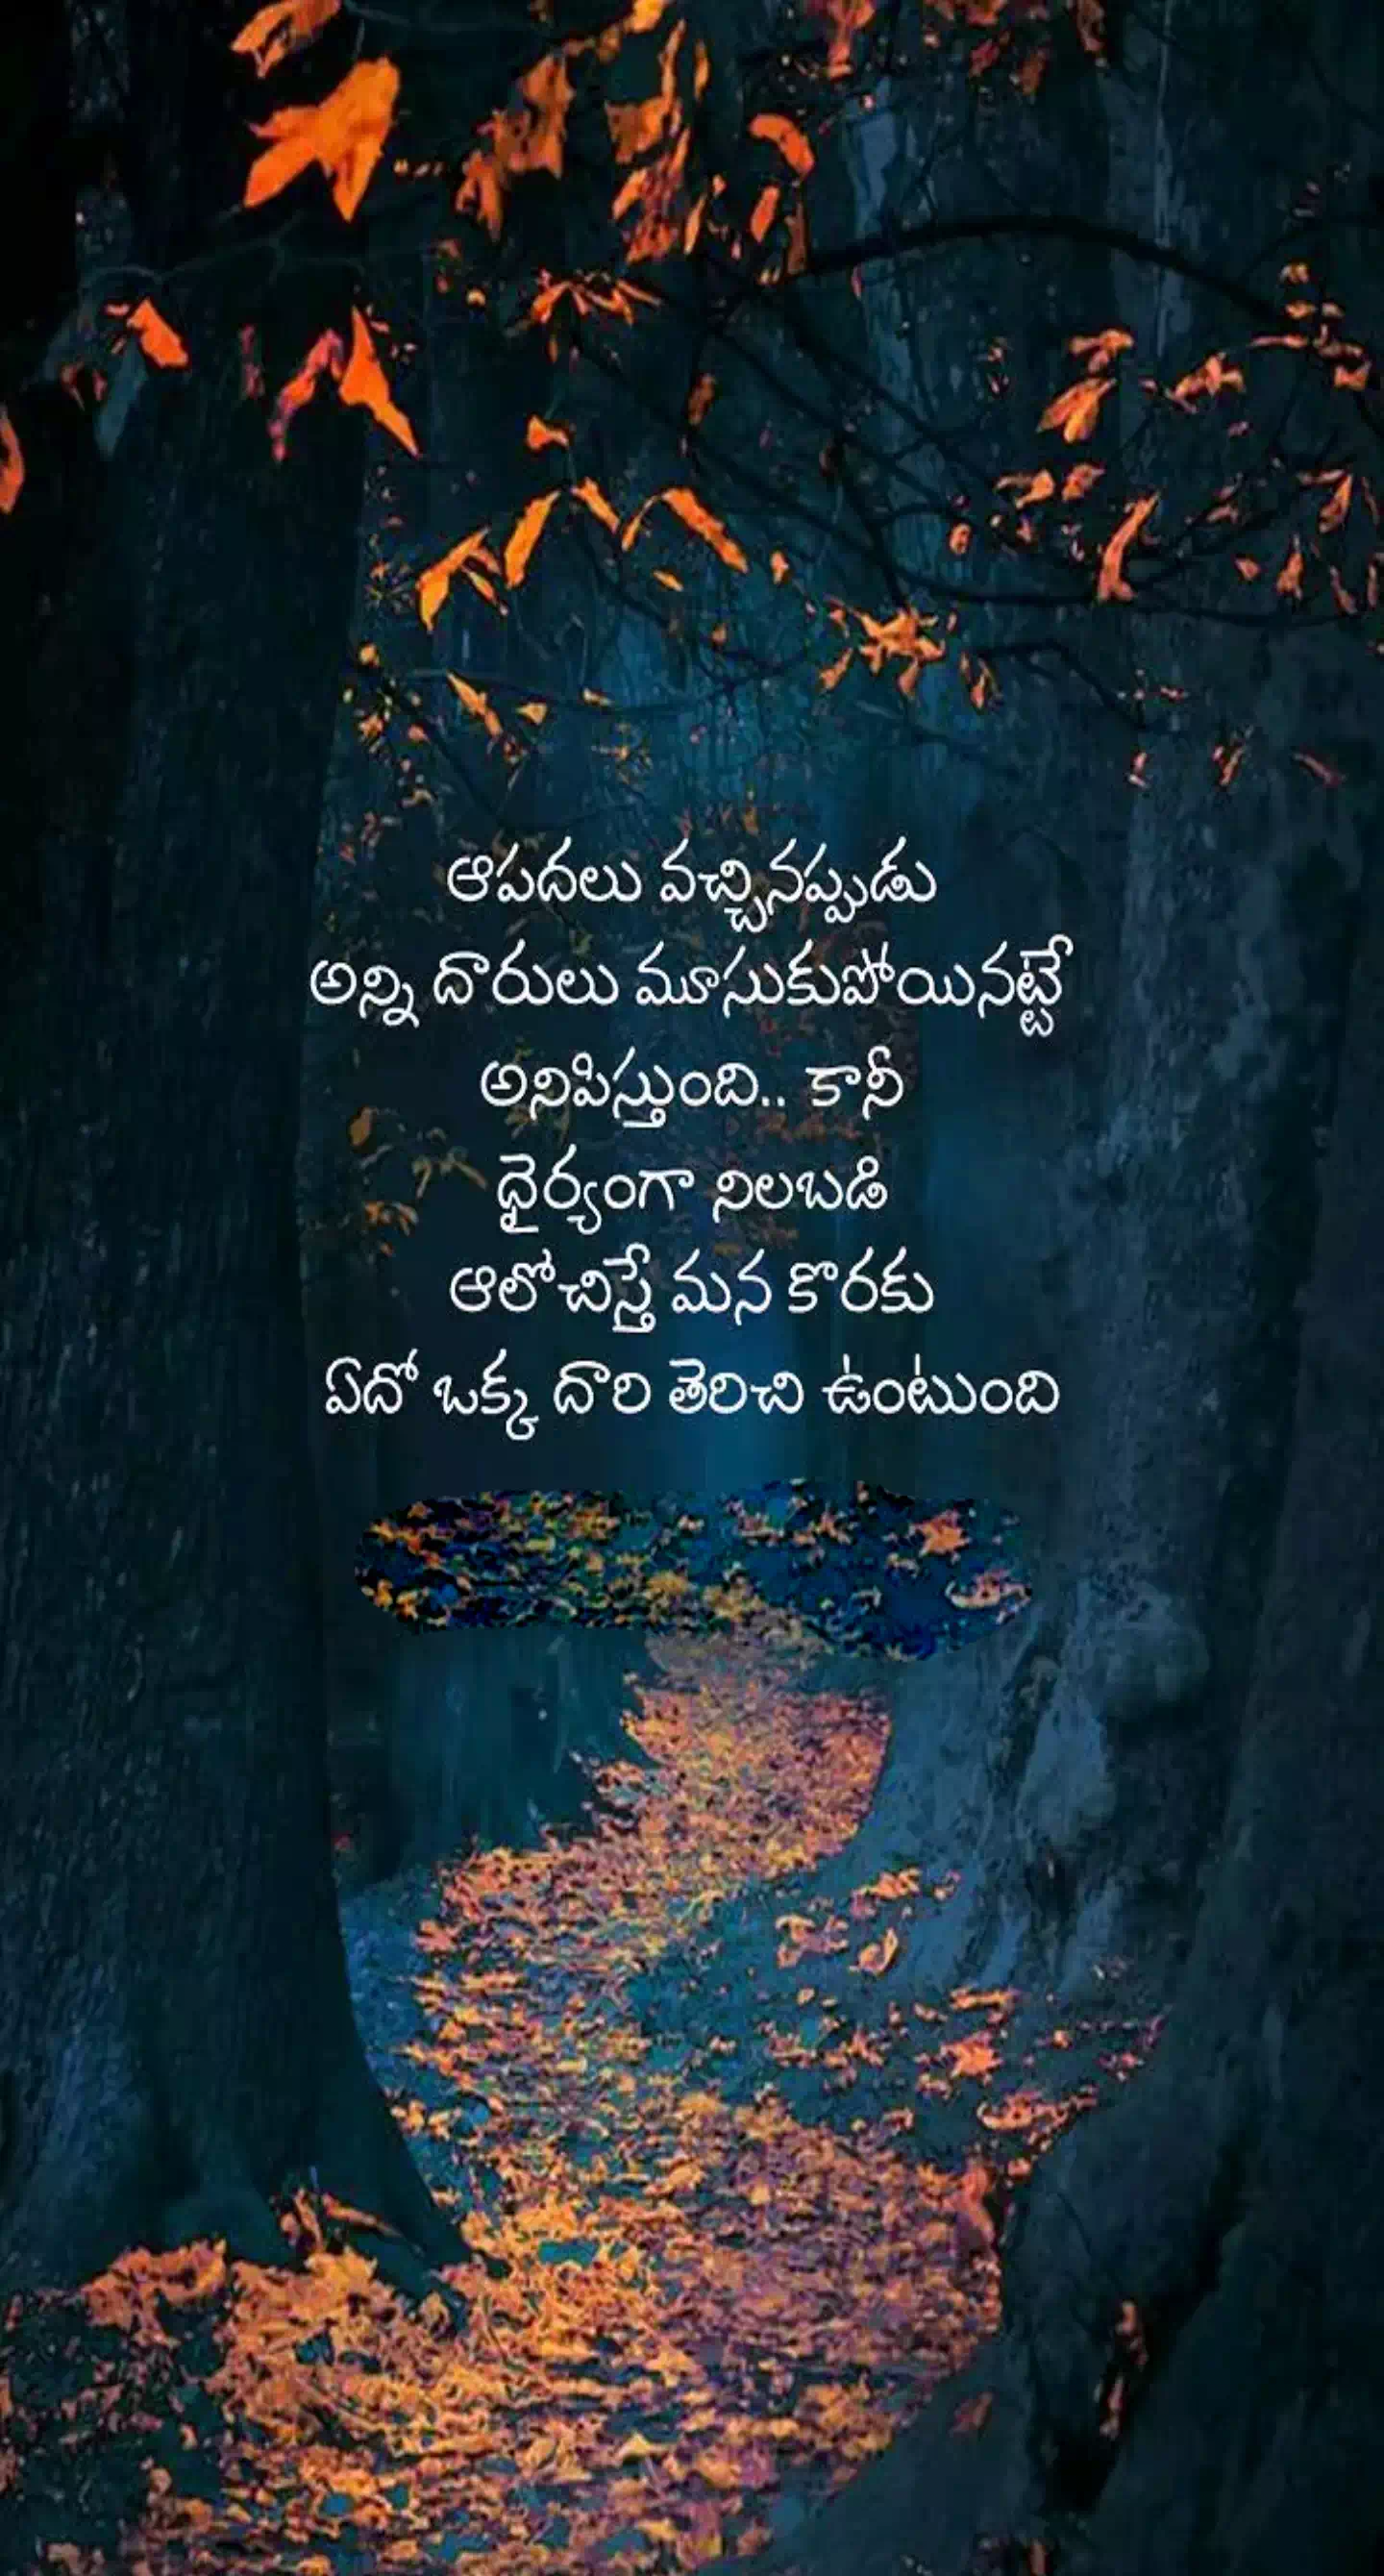 ఆపదలు వచ్చినప్పుడు
అన్ని దారులు మూసుకుపోయినట్టే
అనిపిస్తుంది.. కానీ
ధైర్యంగా నిలబడి
ఆలోచిస్తే మన కొరకు
ఏదో ఒక్క దారి తెరిచి ఉంటుంది